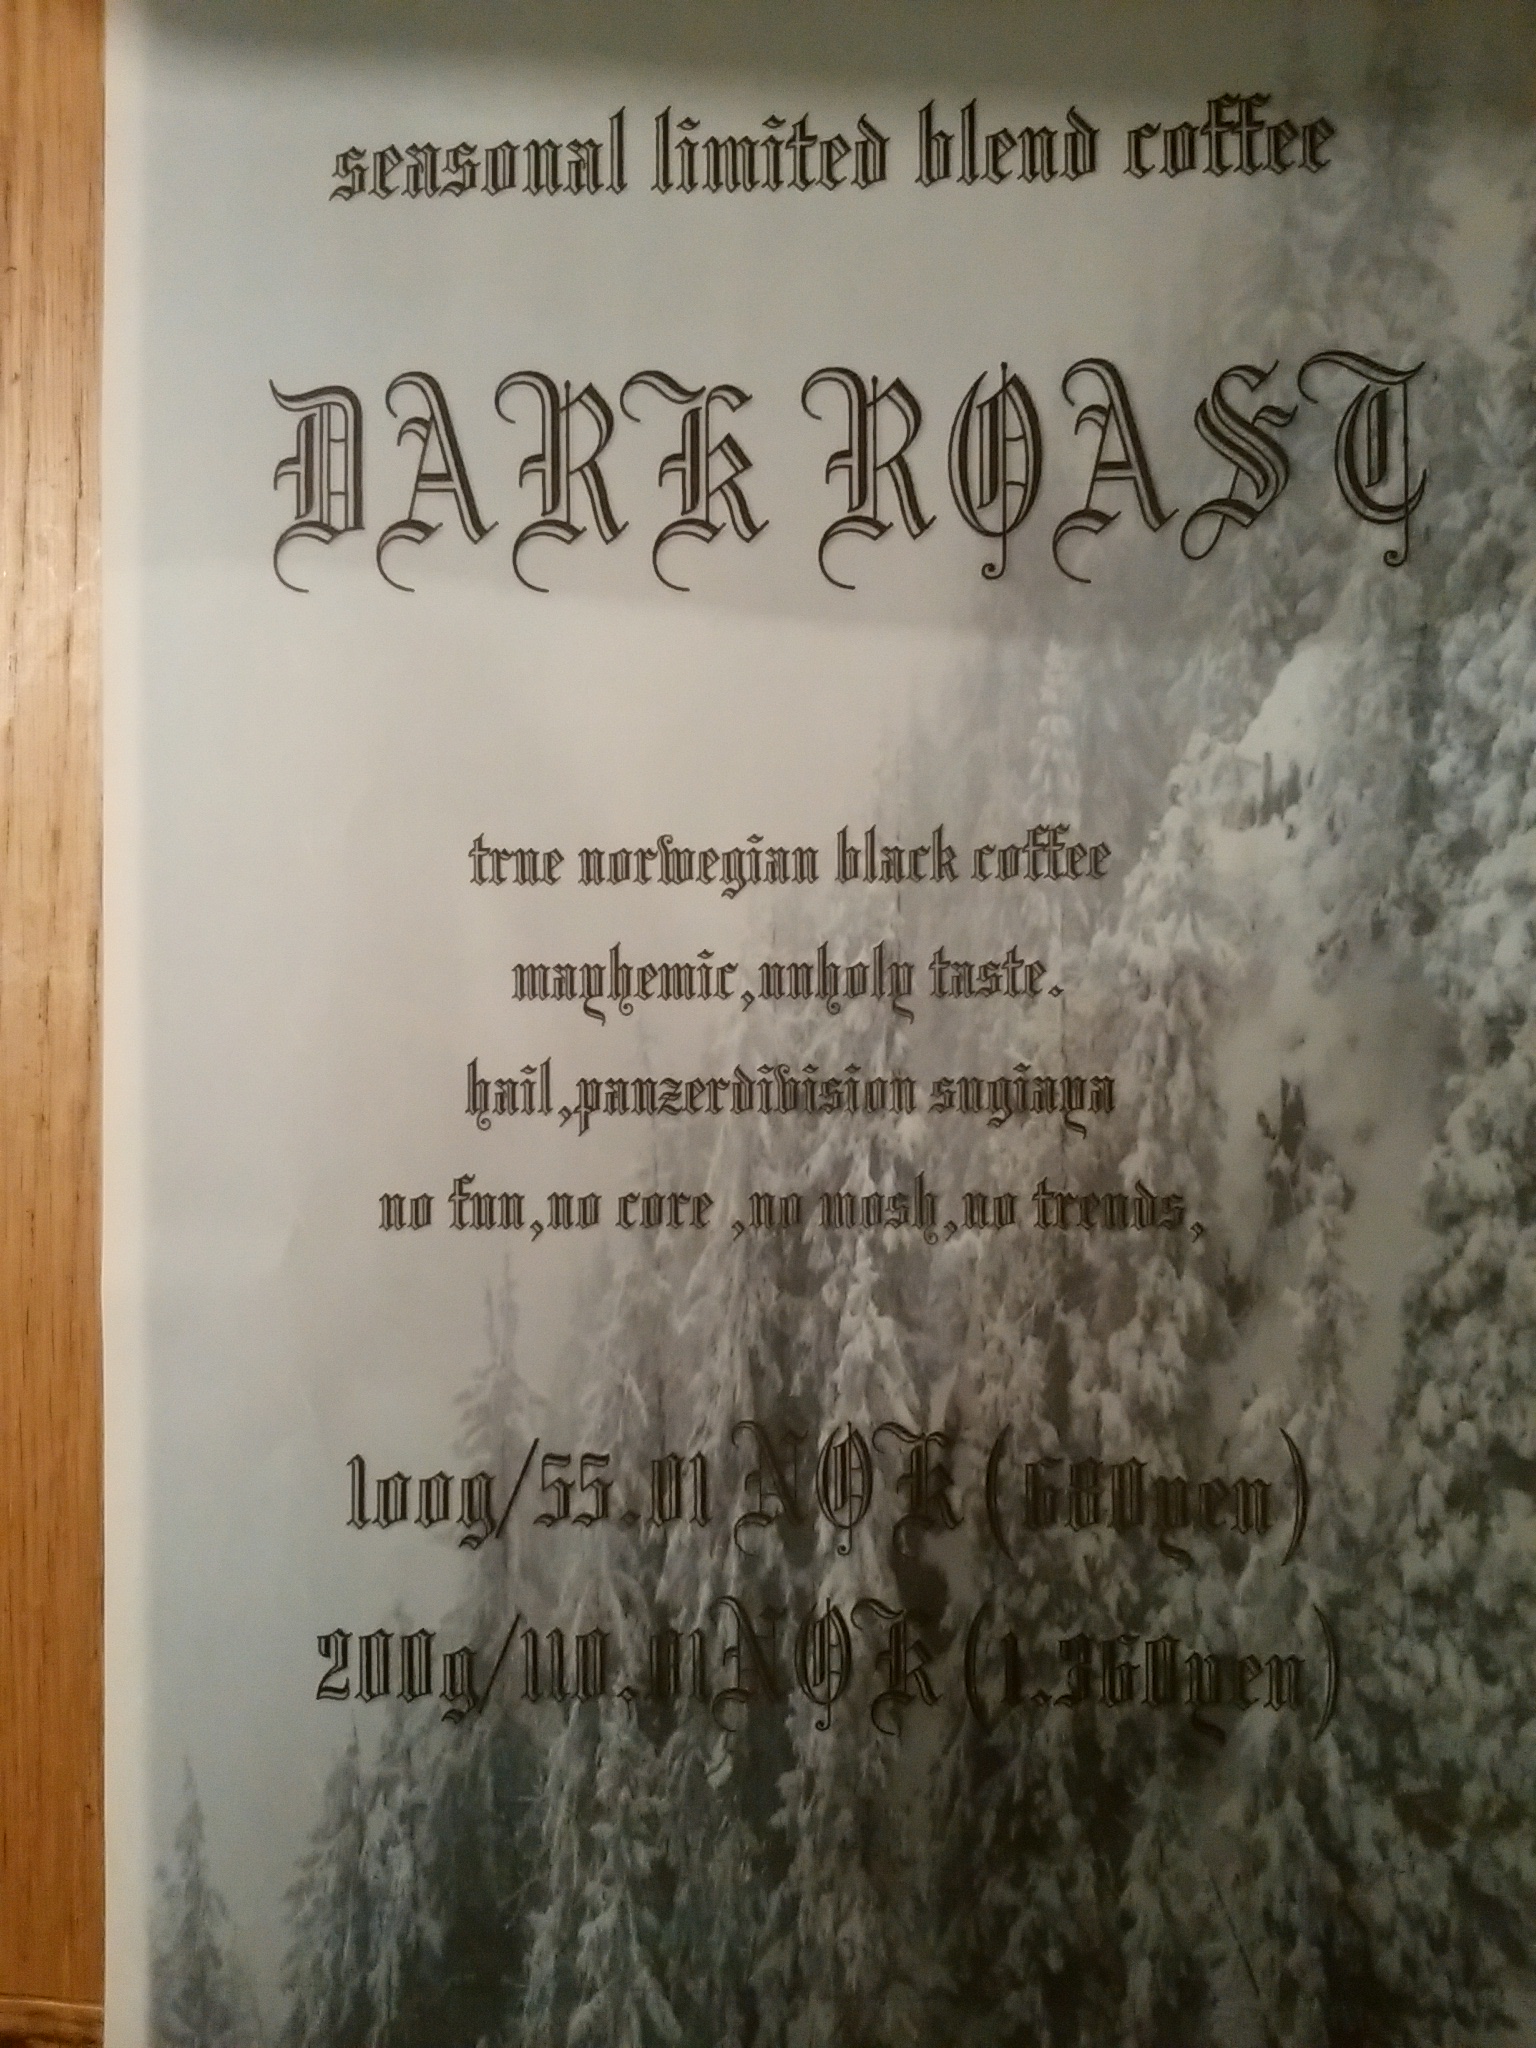 seasonal limited blend coffee
DARK ROAST
true norwegian black coffee
mayhemic,unholy taste.
hail,panzerdivision sugiaya
no fun,no core ,no mosh,no trends,
100g/55.01 NOK (680yen)
200g/110.01NOK (1.360yen)